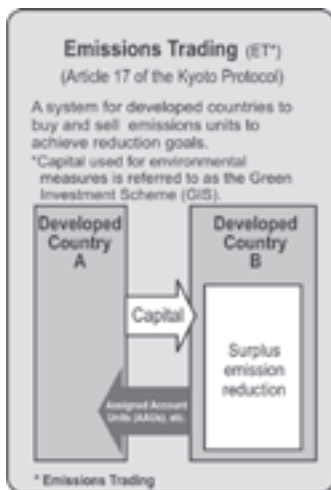 Emissions Trading (ET*)
(Article 17 of the Kyoto Protocol)
A system for developed countries to
buy and sell emissions units to
achieve reduction goals.
*Capital used for environmental
measures is referred to as the Green
Investment Scheme (GIS).
Developed
Country
A
Developed
Country
B
Capital
Surplus
emission
reduction
Assigned Account
Units (AAUs), etc.
* Emissions Trading